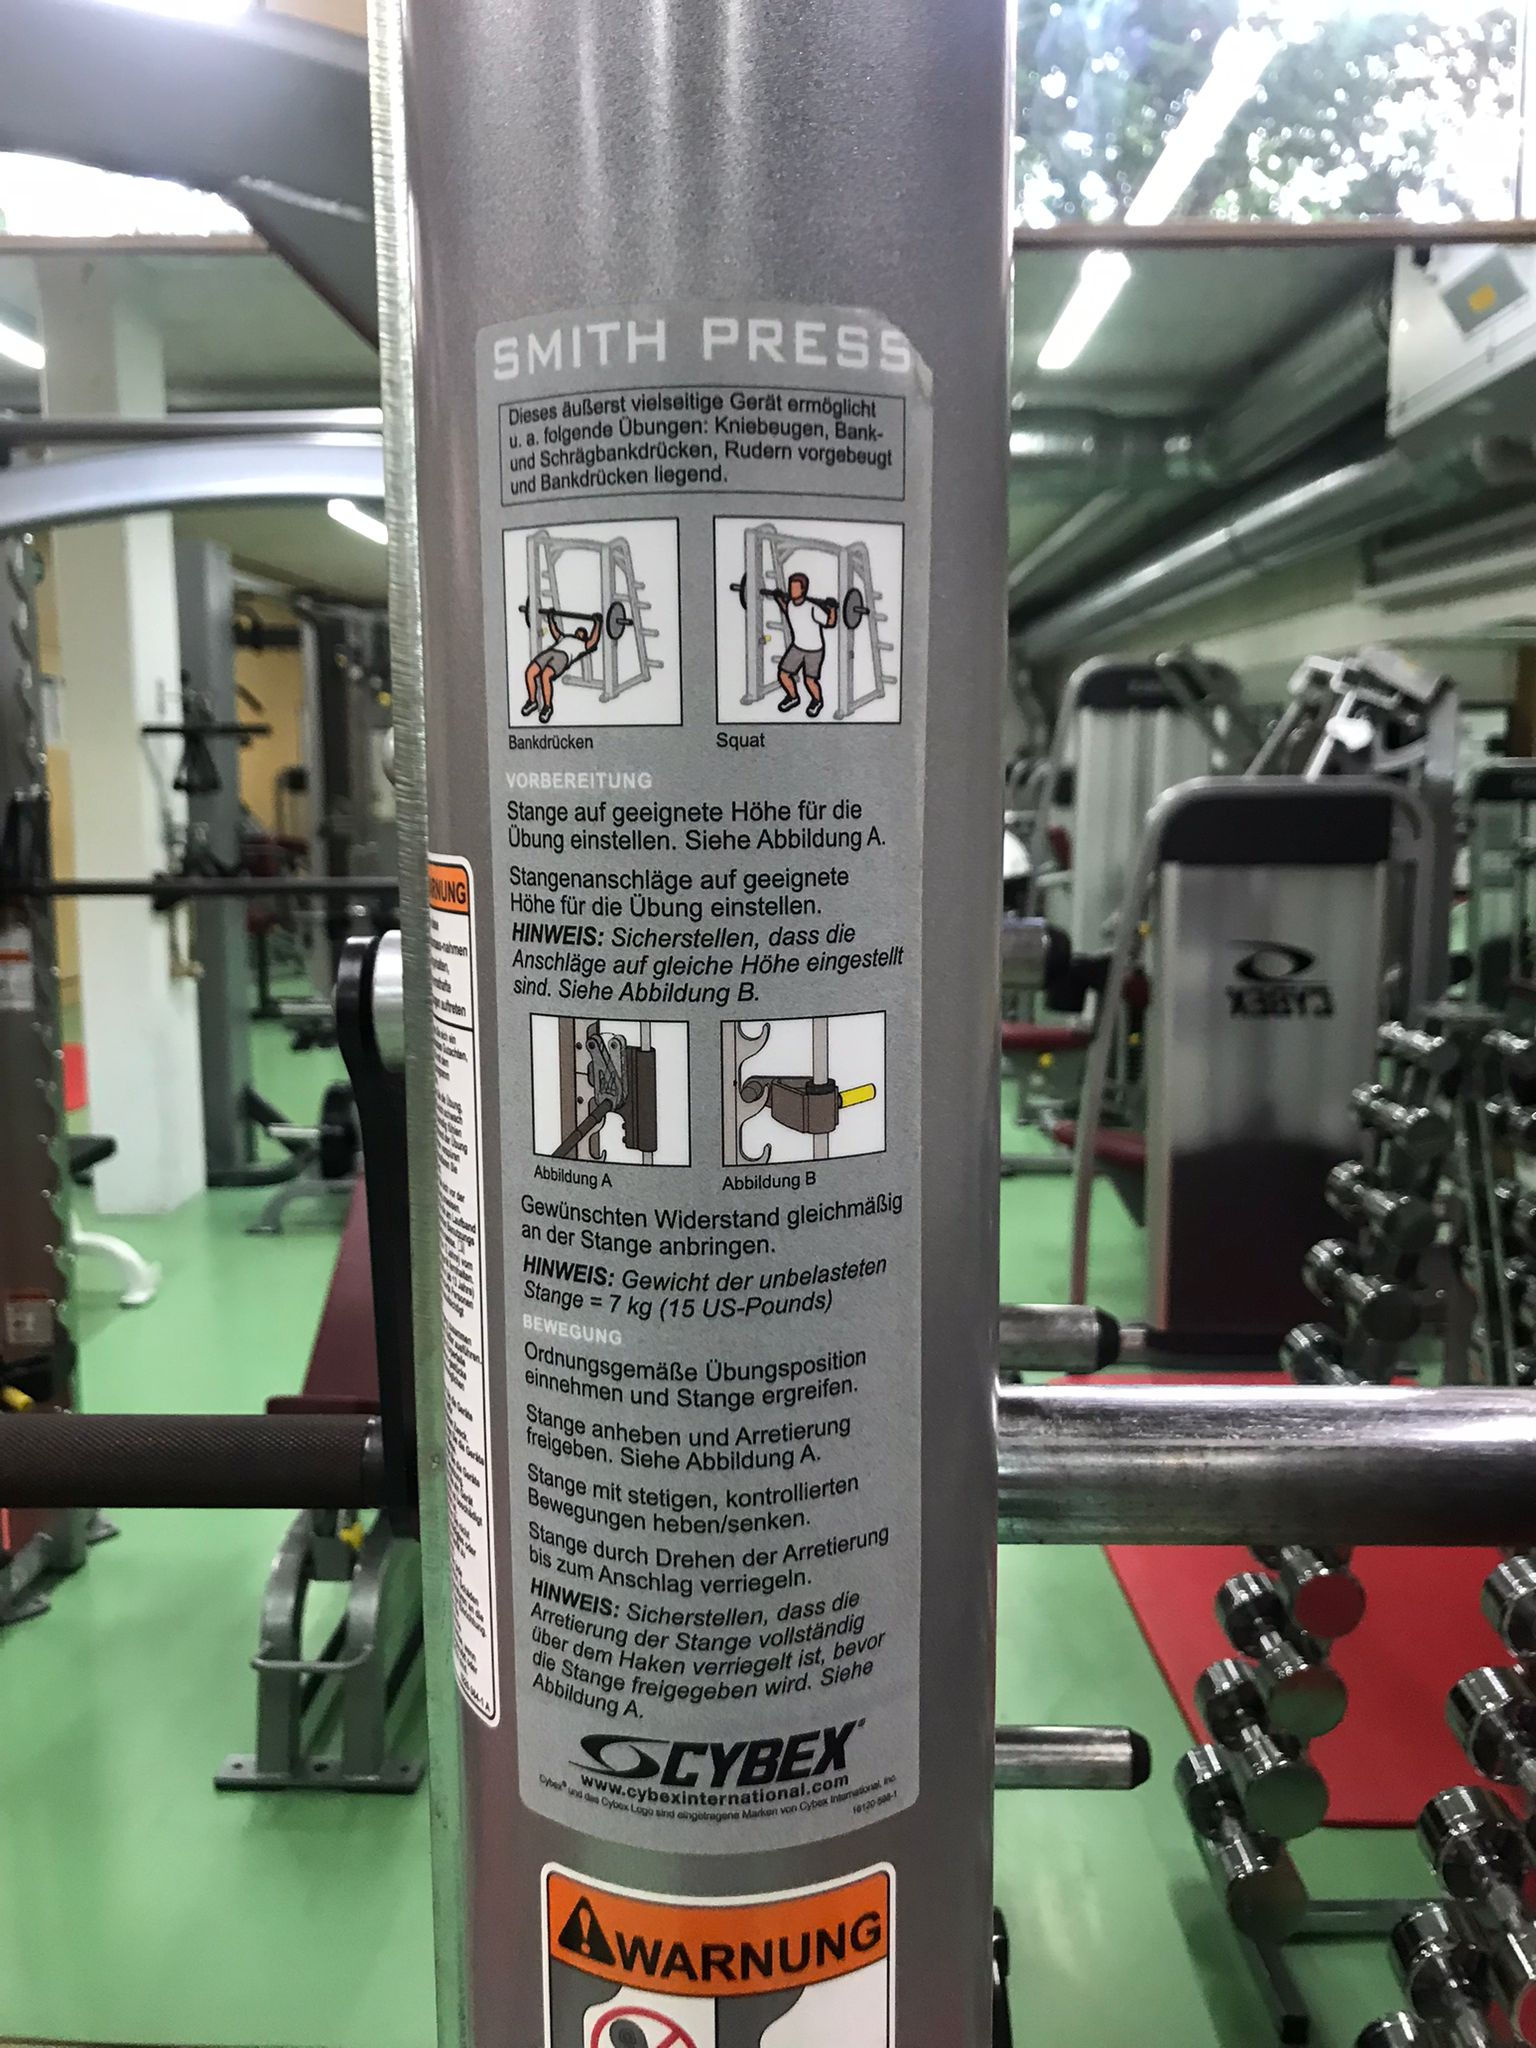 SMITH PRESS
Dieses äußerst vielseitige Gerät ermöglicht
u. a. folgende Übungen: Kniebeugen, Bank-
und Schrägbankdrücken, Rudern vorgebeugt
und Bankdrücken liegend.
Bankdrücken
Squat
VORBEREITUNG
Stange auf geeignete Höhe für die
Übung einstellen. Siehe Abbildung A.
Stangenanschläge auf geeignete
Höhe für die Übung einstellen.
HINWEIS: Sicherstellen, dass die
Anschläge auf gleiche Höhe eingestellt
sind. Siehe Abbildung B.
Abbildung A
Abbildung B
Gewünschten Widerstand gleichmäßig
an der Stange anbringen.
HINWEIS: Gewicht der unbelasteten
Stange = 7 kg (15 US-Pounds)
BEWEGUNG
Ordnungsgemäße Übungsposition
einnehmen und Stange ergreifen.
Stange anheben und Arretierung
freigeben. Siehe Abbildung A.
Stange mit stetigen, kontrollierten
Bewegungen heben/senken.
Stange durch Drehen der Arretierung
bis zum Anschlag verriegeln.
HINWEIS: Sicherstellen, dass die
Arretierung der Stange vollständig
über dem Haken verriegelt ist, bevor
die Stange freigegeben wird. Siehe
Abbildung A.
CYBEX®
www.cybexinternational.com
Cybex® und das Cybex Logo sind eingetragene Marken von Cybex International, Inc.
WARNUNG
CYBEX